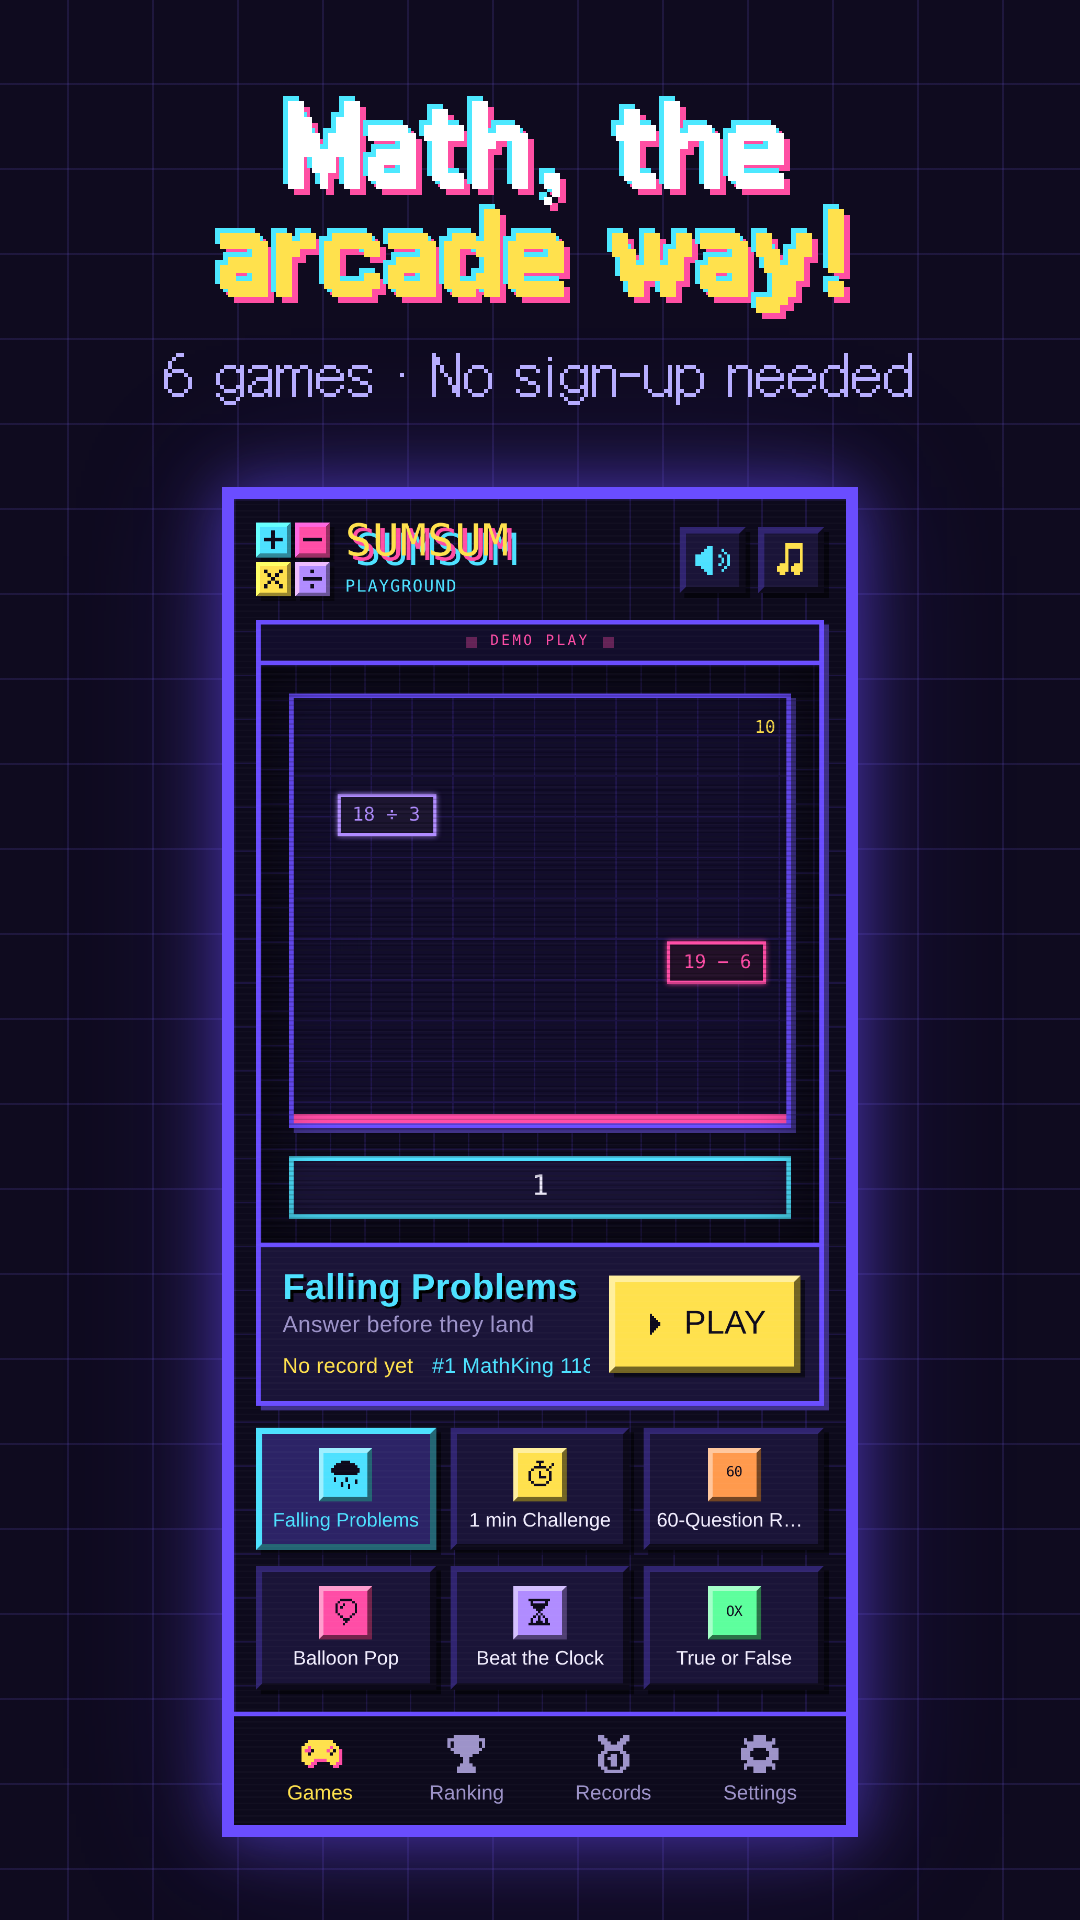 Math, the
arcade way!
6 games · No sign-up needed
SUMSUM
PLAYGROUND
DEMO PLAY
10
18 ÷ 3
19 − 6
1
Falling Problems
Answer before they land
No record yet #1 MathKing 118
PLAY
Falling Problems
1 min Challenge
60
60-Question R...
Balloon Pop
Beat the Clock
OX
True or False
Games
Ranking
Records
Settings